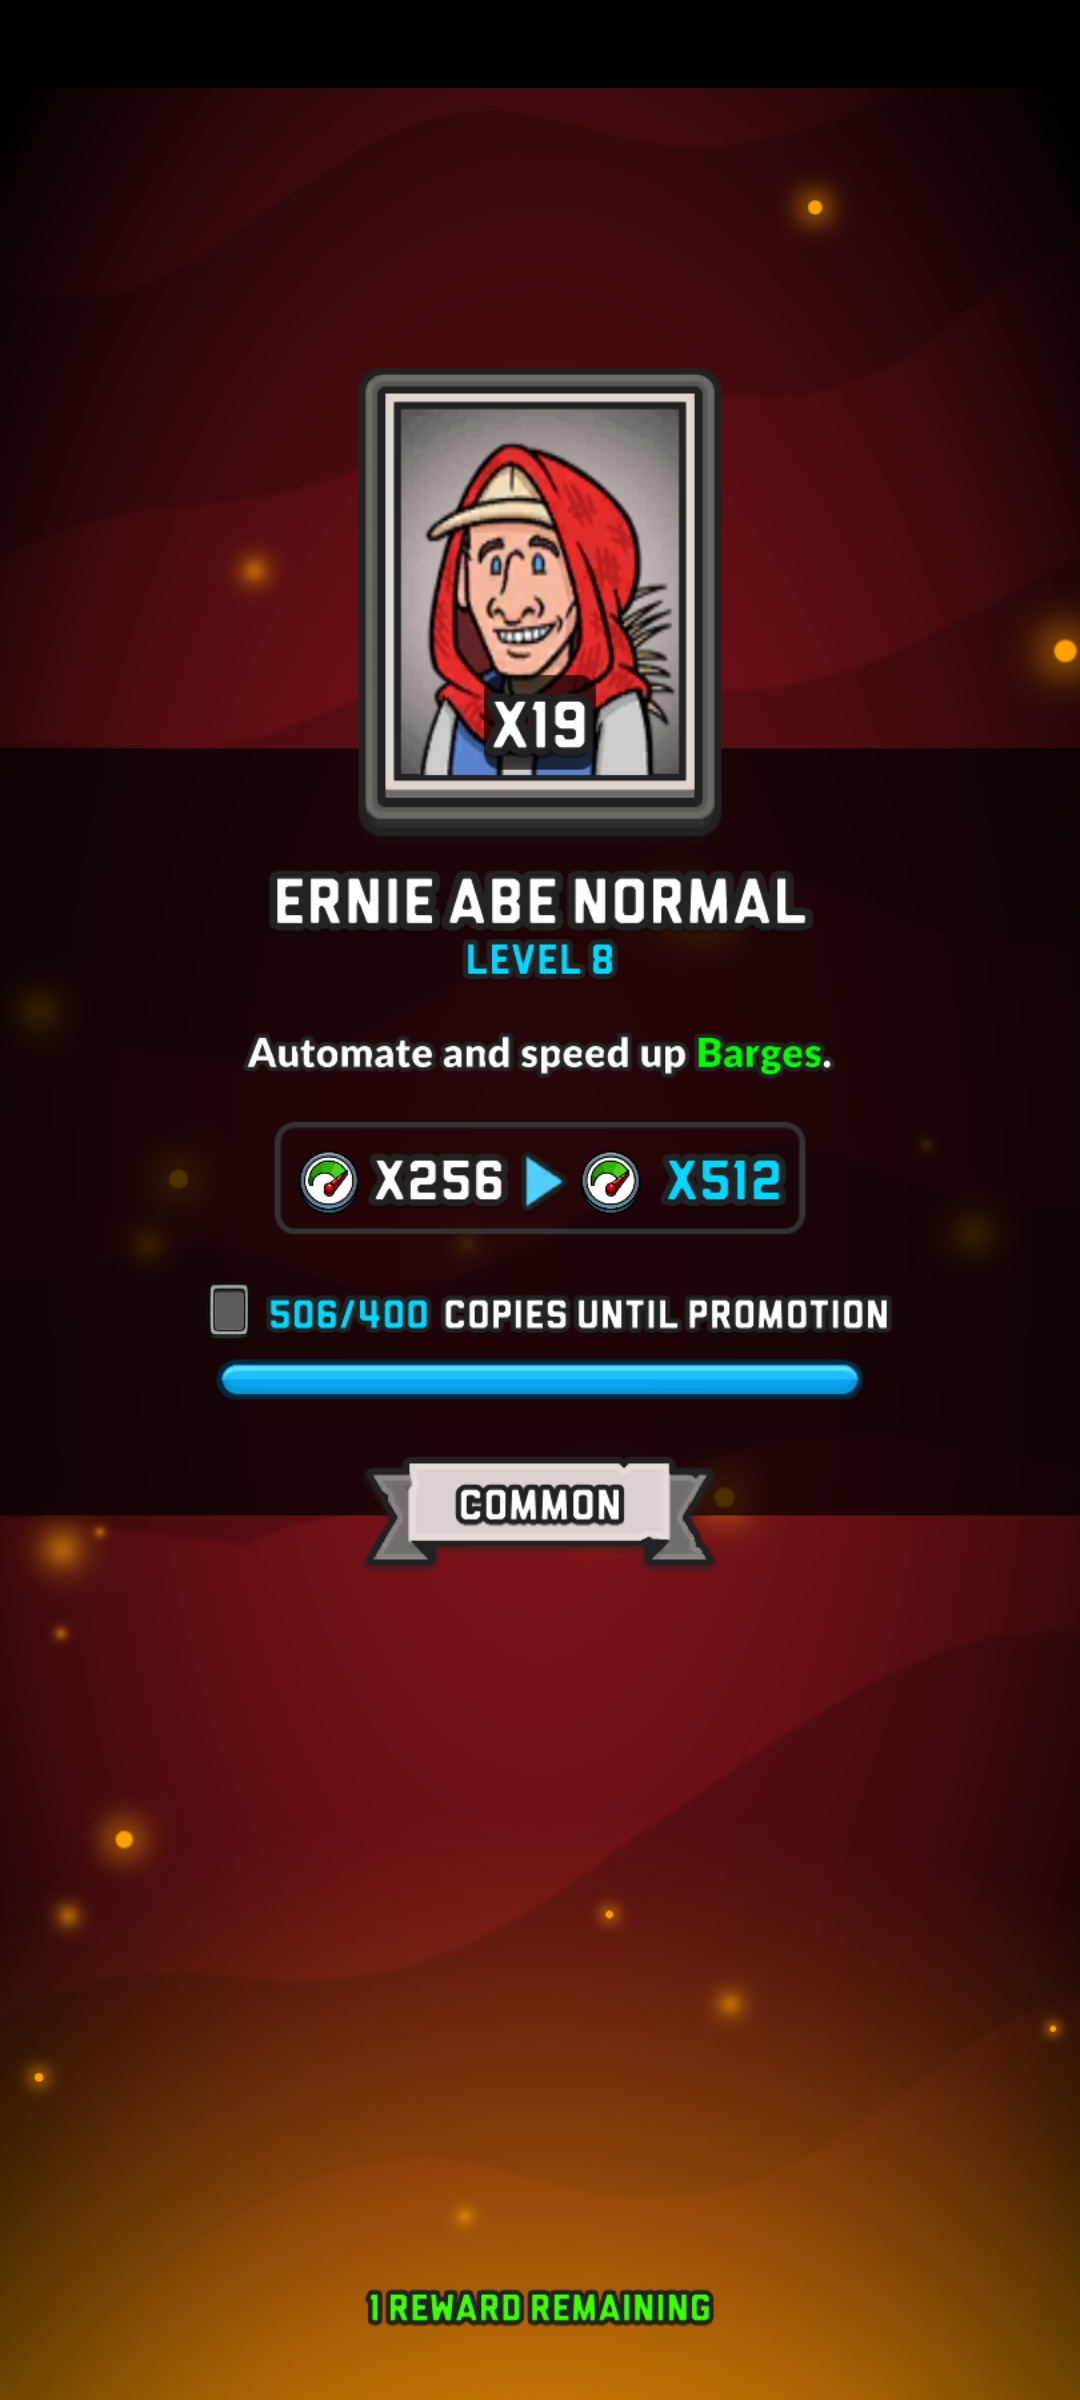 X19
ERNIE ABE NORMAL
LEVEL 8
Automate and speed up Barges.
X256 X512
506/400 COPIES UNTIL PROMOTION
COMMON
1 REWARD REMAINING